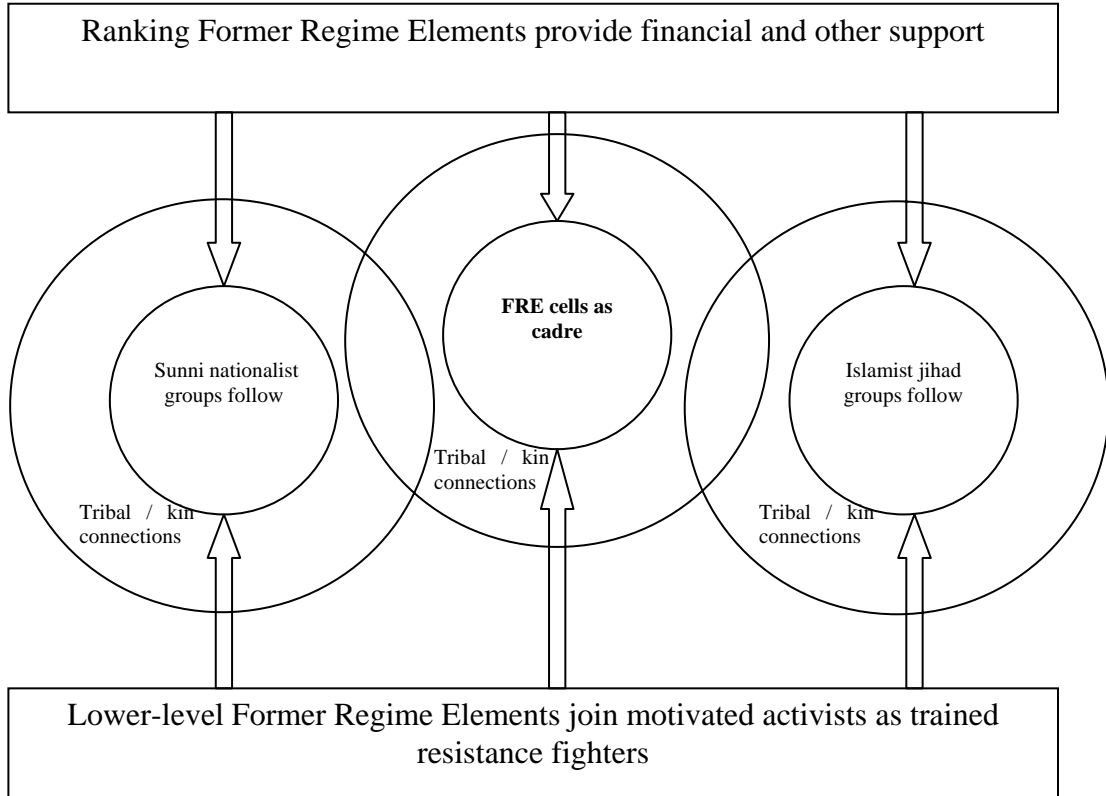 Ranking Former Regime Elements provide financial and other support
FRE cells as
cadre
Sunni nationalist
groups follow
Islamist jihad
groups follow
Tribal / kin
connections
Tribal / kin
connections
Tribal / kin
connections
Lower-level Former Regime Elements join motivated activists as trained
resistance fighters